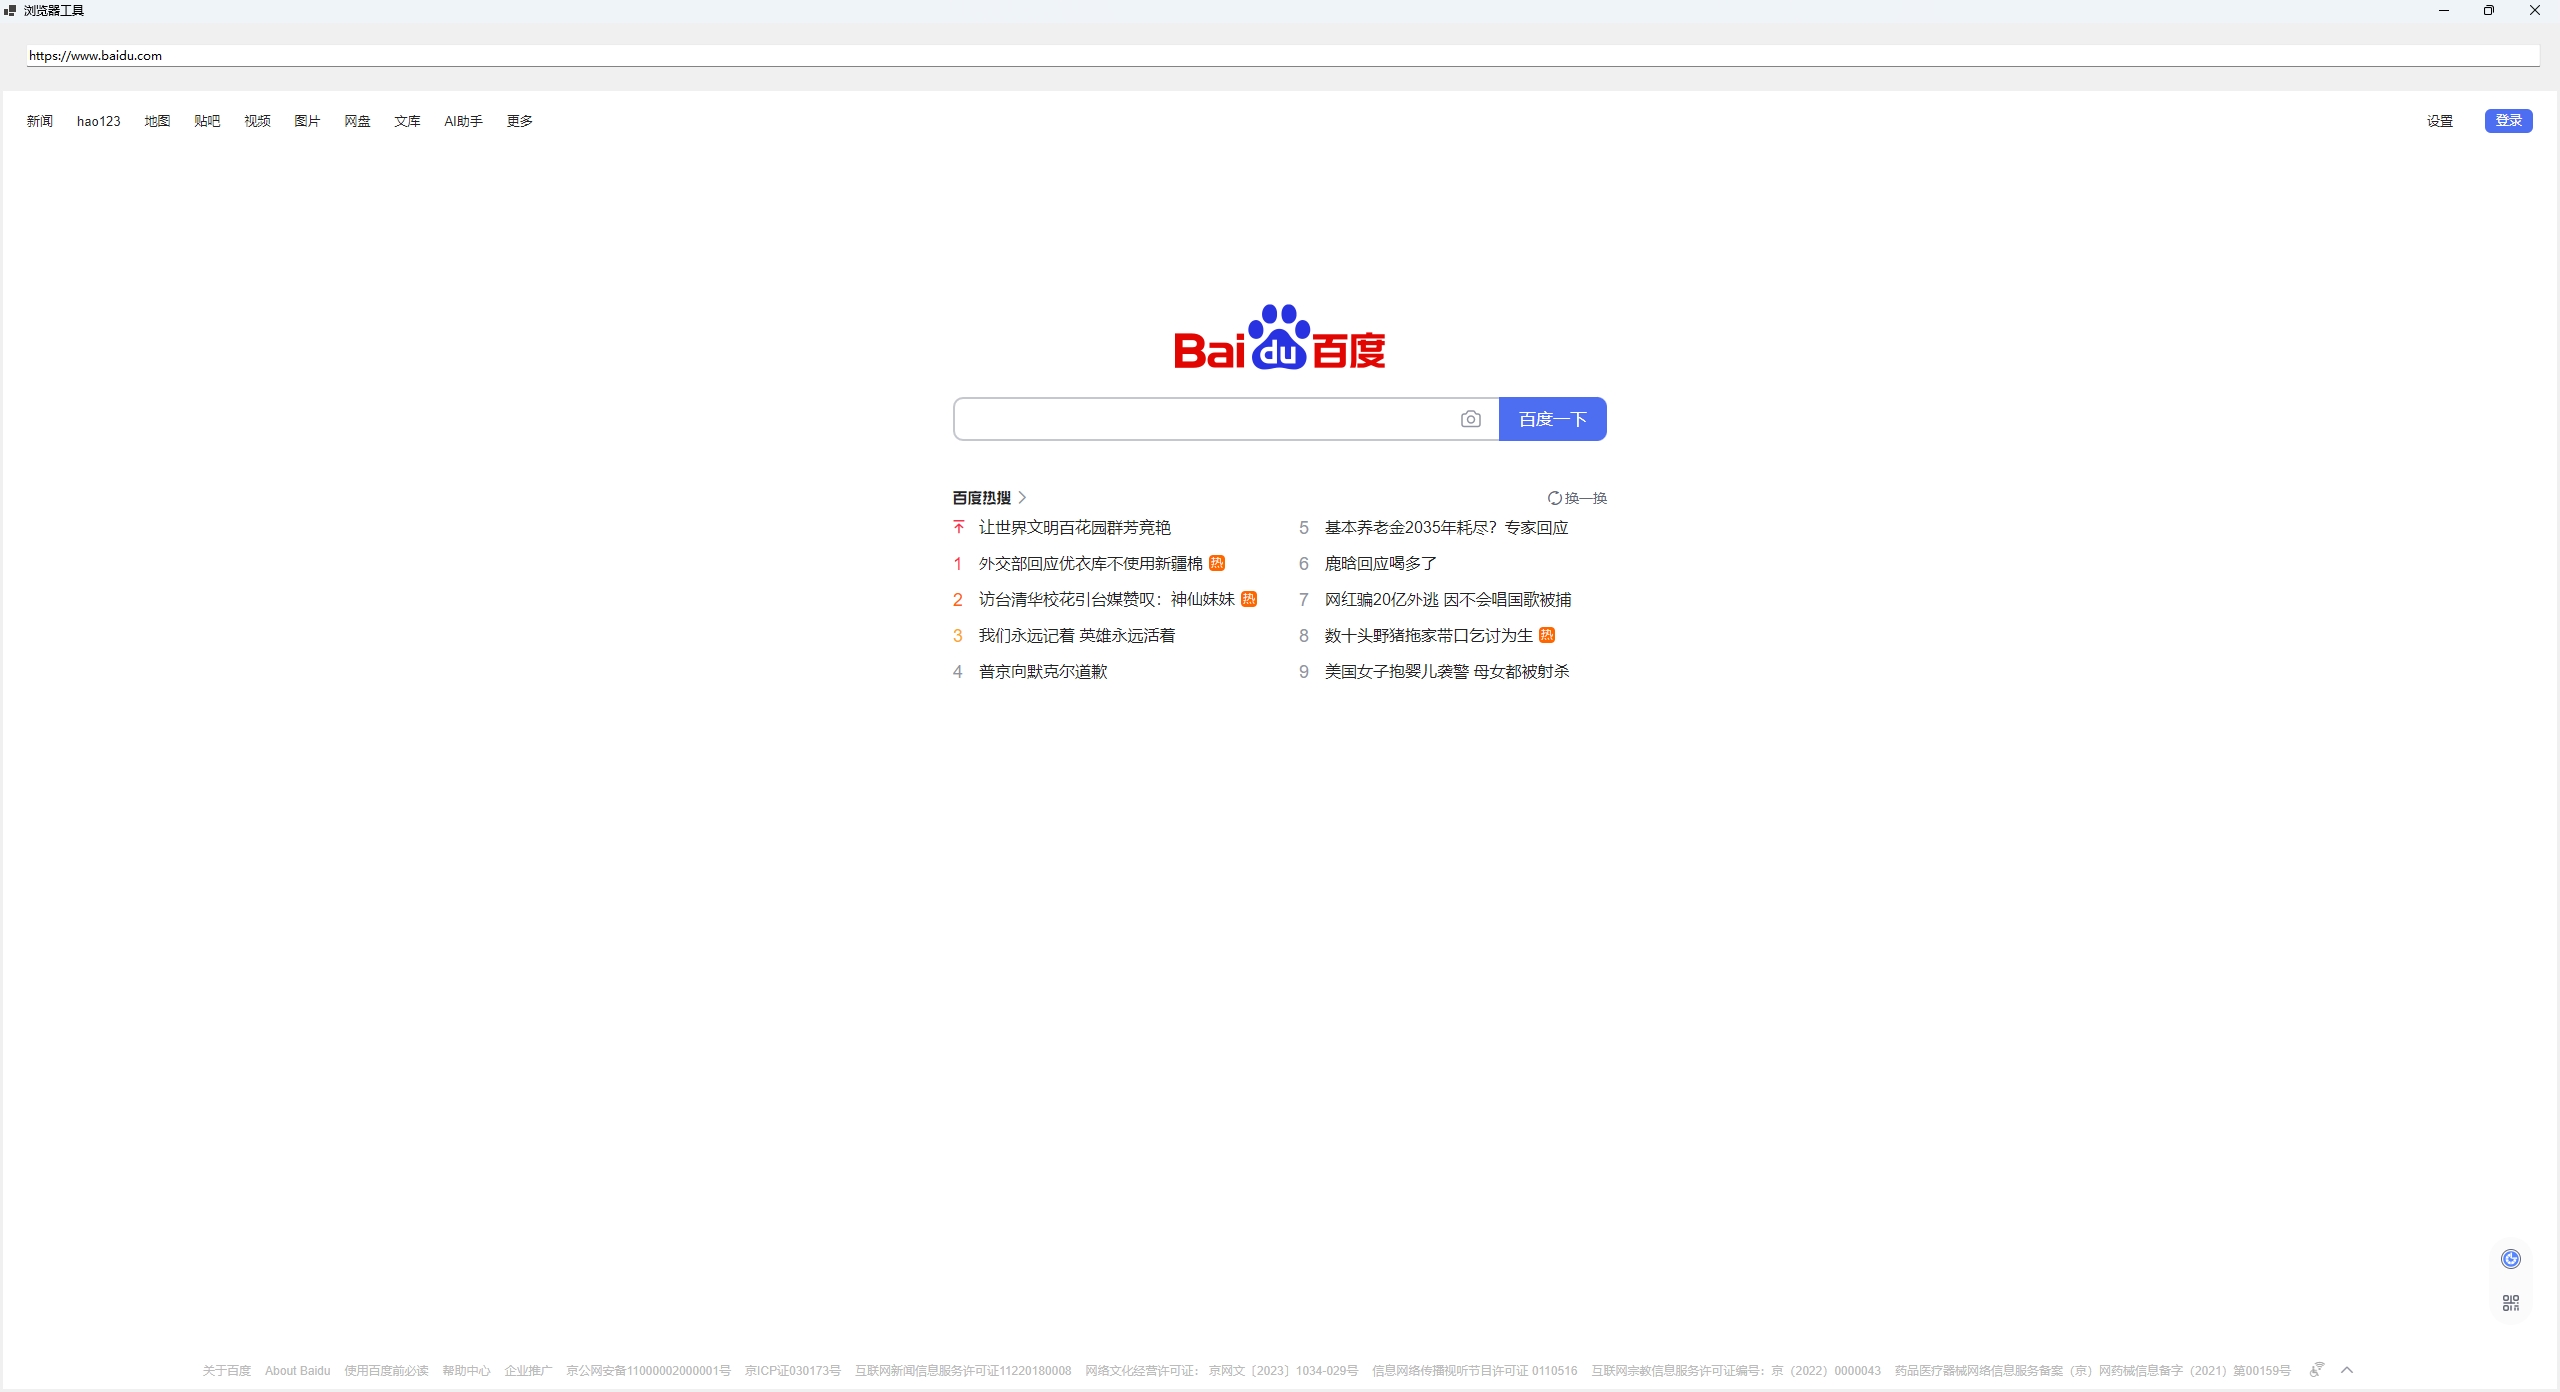 浏览器工具
https://www.baidu.com
新闻 hao123 地图 贴吧 视频 图片 网盘 文库 AI助手 更多 设置 登录
Bai du 百度
百度一下
百度热搜 换一换
让世界文明百花园群芳竞艳
1 外交部回应优衣库不使用新疆棉 热
2 访台清华校花引台媒赞叹：神仙妹妹 热
3 我们永远记着 英雄永远活着
4 普京向默克尔道歉
5 基本养老金2035年耗尽？专家回应
6 鹿晗回应喝多了
7 网红骗20亿外逃 因不会唱国歌被捕
8 数十头野猪拖家带口乞讨为生 热
9 美国女子抱婴儿袭警 母女都被射杀
关于百度 About Baidu 使用百度前必读 帮助中心 企业推广 京公网安备11000002000001号 京ICP证030173号 互联网新闻信息服务许可证11220180008 网络文化经营许可证： 京网文〔2023〕1034-029号 信息网络传播视听节目许可证 0110516 互联网宗教信息服务许可证编号：京（2022）0000043 药品医疗器械网络信息服务备案（京）网药械信息备字（2021）第00159号